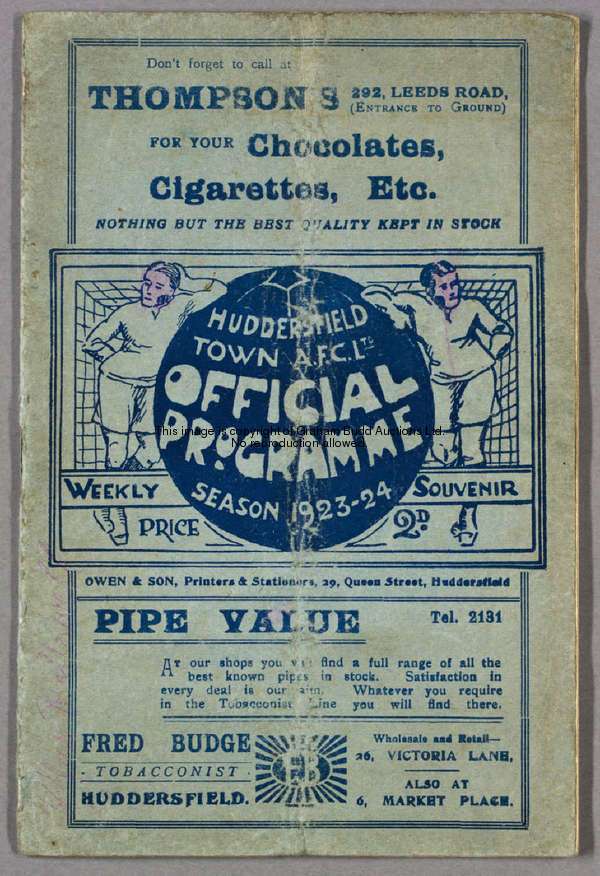 Don't forget to call at
THOMPSON'S 292, LEEDS ROAD,
(ENTRANCE TO GROUND)
FOR YOUR Chocolates,
Cigarettes, Etc.
NOTHING BUT THE BEST QUALITY KEPT IN STOCK
HUDDERSFIELD
TOWN A.F.C. LTD
OFFICIAL
PROGRAMME
This image is copyright of Graham Budd Auctions Ltd.
No reproduction allowed
SEASON 1923-24
WEEKLY SOUVENIR
PRICE 2D.
OWEN & SON, Printers & Stationers, 29, Queen Street, Huddersfield
PIPE VALUE Tel. 2131
AT our shops you will find a full range of all the
best known pipes in stock. Satisfaction in
every deal is our aim. Whatever you require
in the Tobacconist Line you will find there.
FRED BUDGE
· TOBACCONIST ·
HUDDERSFIELD.
Wholesale and Retail—
26, VICTORIA LANE,
ALSO AT
6, MARKET PLACE.